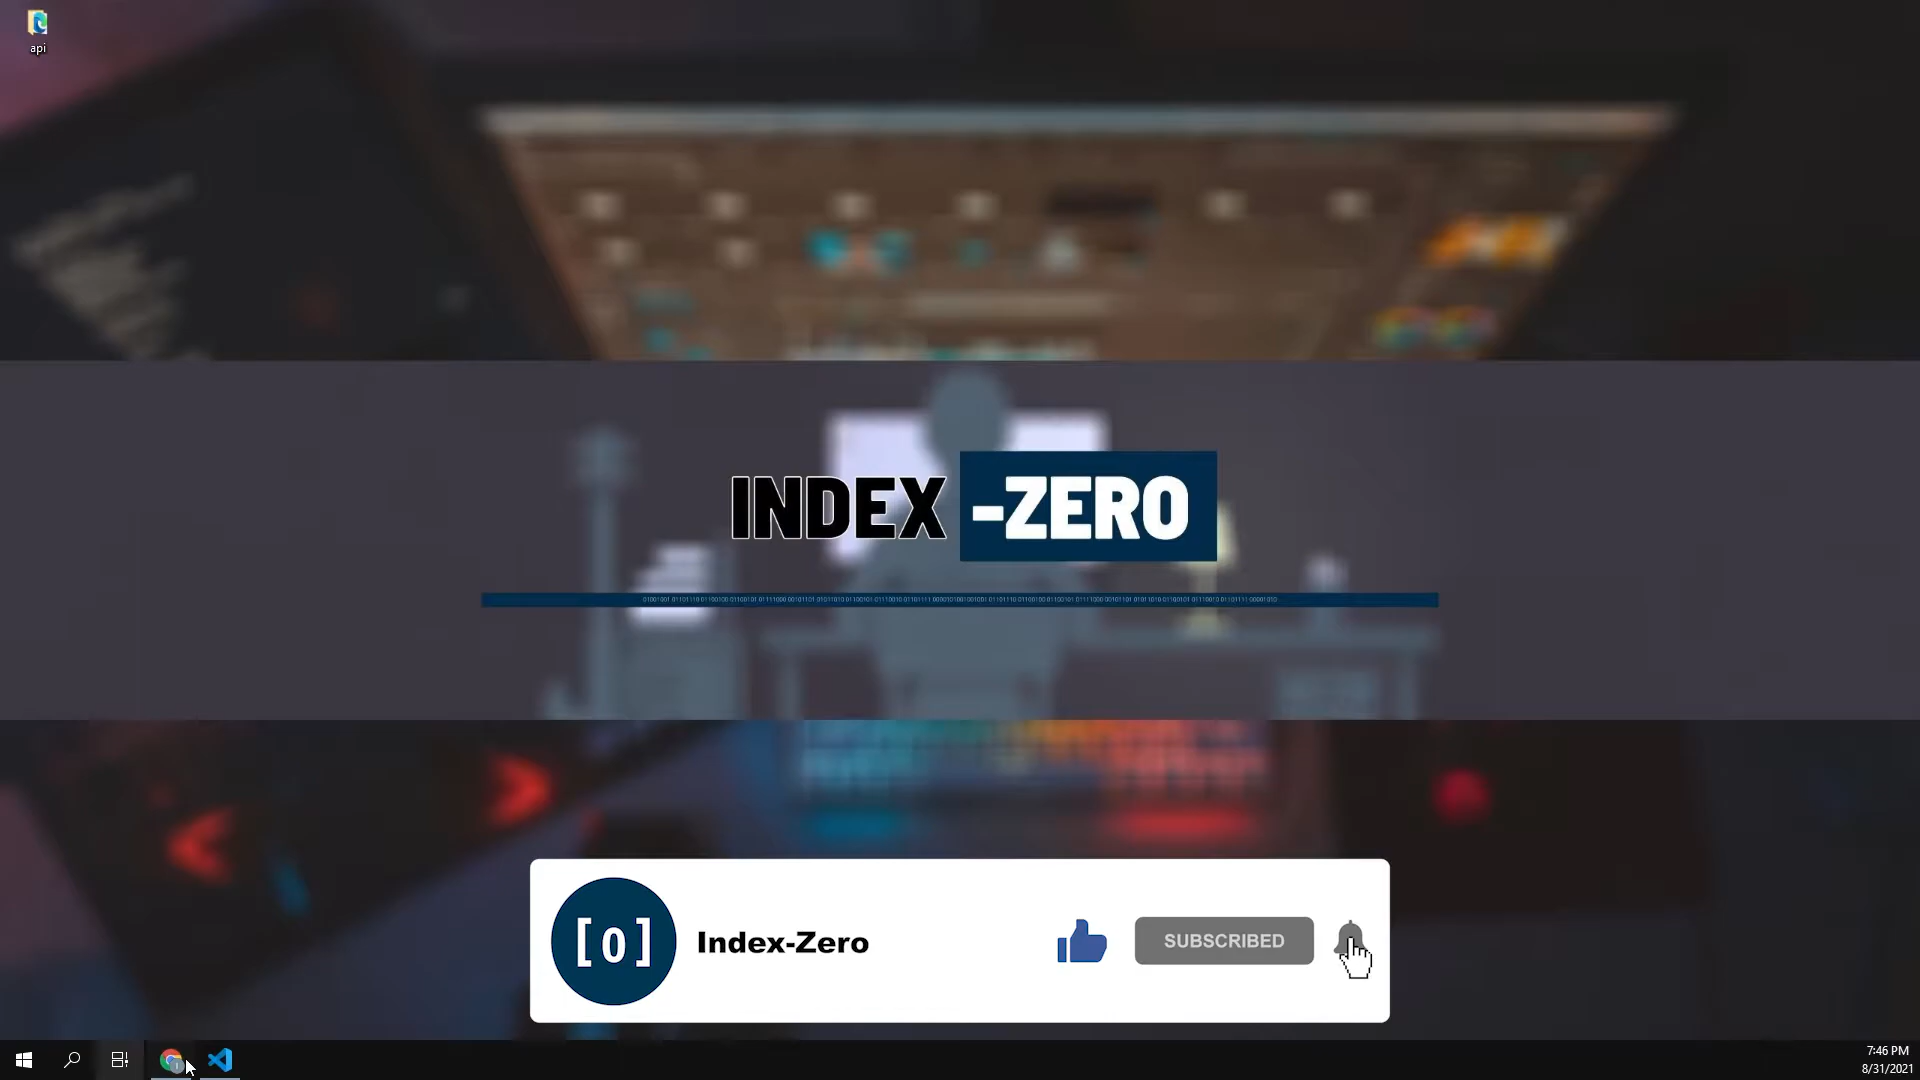 api
INDEX -ZERO
[0] Index-Zero SUBSCRIBED
7:46 PM
8/31/2021